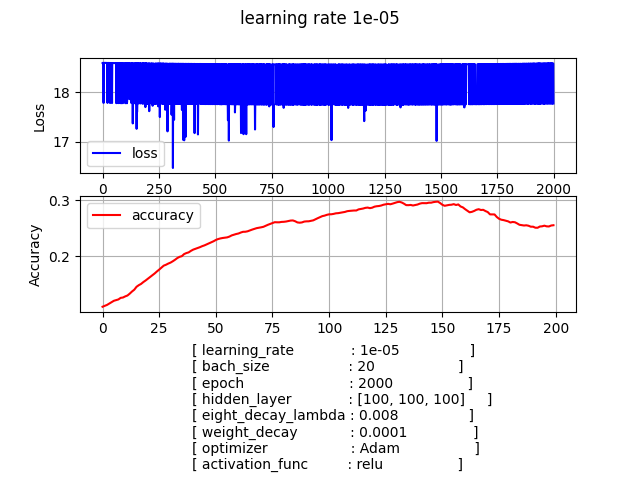 learning rate 1e-05
18
17
Loss
loss
0 250 500 750 1000 1250 1500 1750 2000
0.3
0.2
Accuracy
accuracy
0 25 50 75 100 125 150 175 200
[ learning_rate : 1e-05 ]
[ bach_size : 20 ]
[ epoch : 2000 ]
[ hidden_layer : [100, 100, 100] ]
[ eight_decay_lambda : 0.008 ]
[ weight_decay : 0.0001 ]
[ optimizer : Adam ]
[ activation_func : relu ]